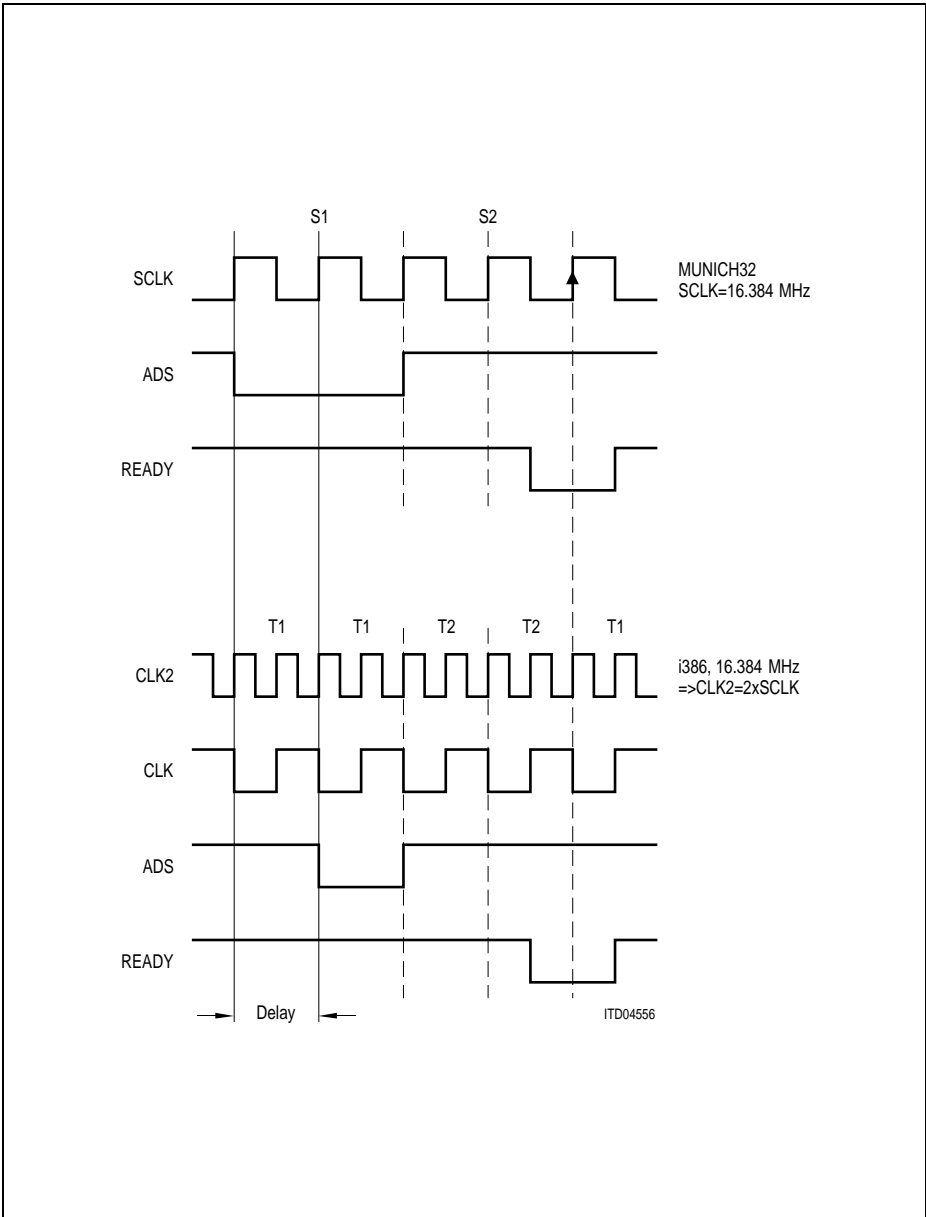 S1 S2
SCLK
MUNICH32
SCLK=16.384 MHz
ADS
READY
T1 T1 T2 T2 T1
CLK2
i386, 16.384 MHz
=>CLK2=2xSCLK
CLK
ADS
READY
Delay
ITD04556